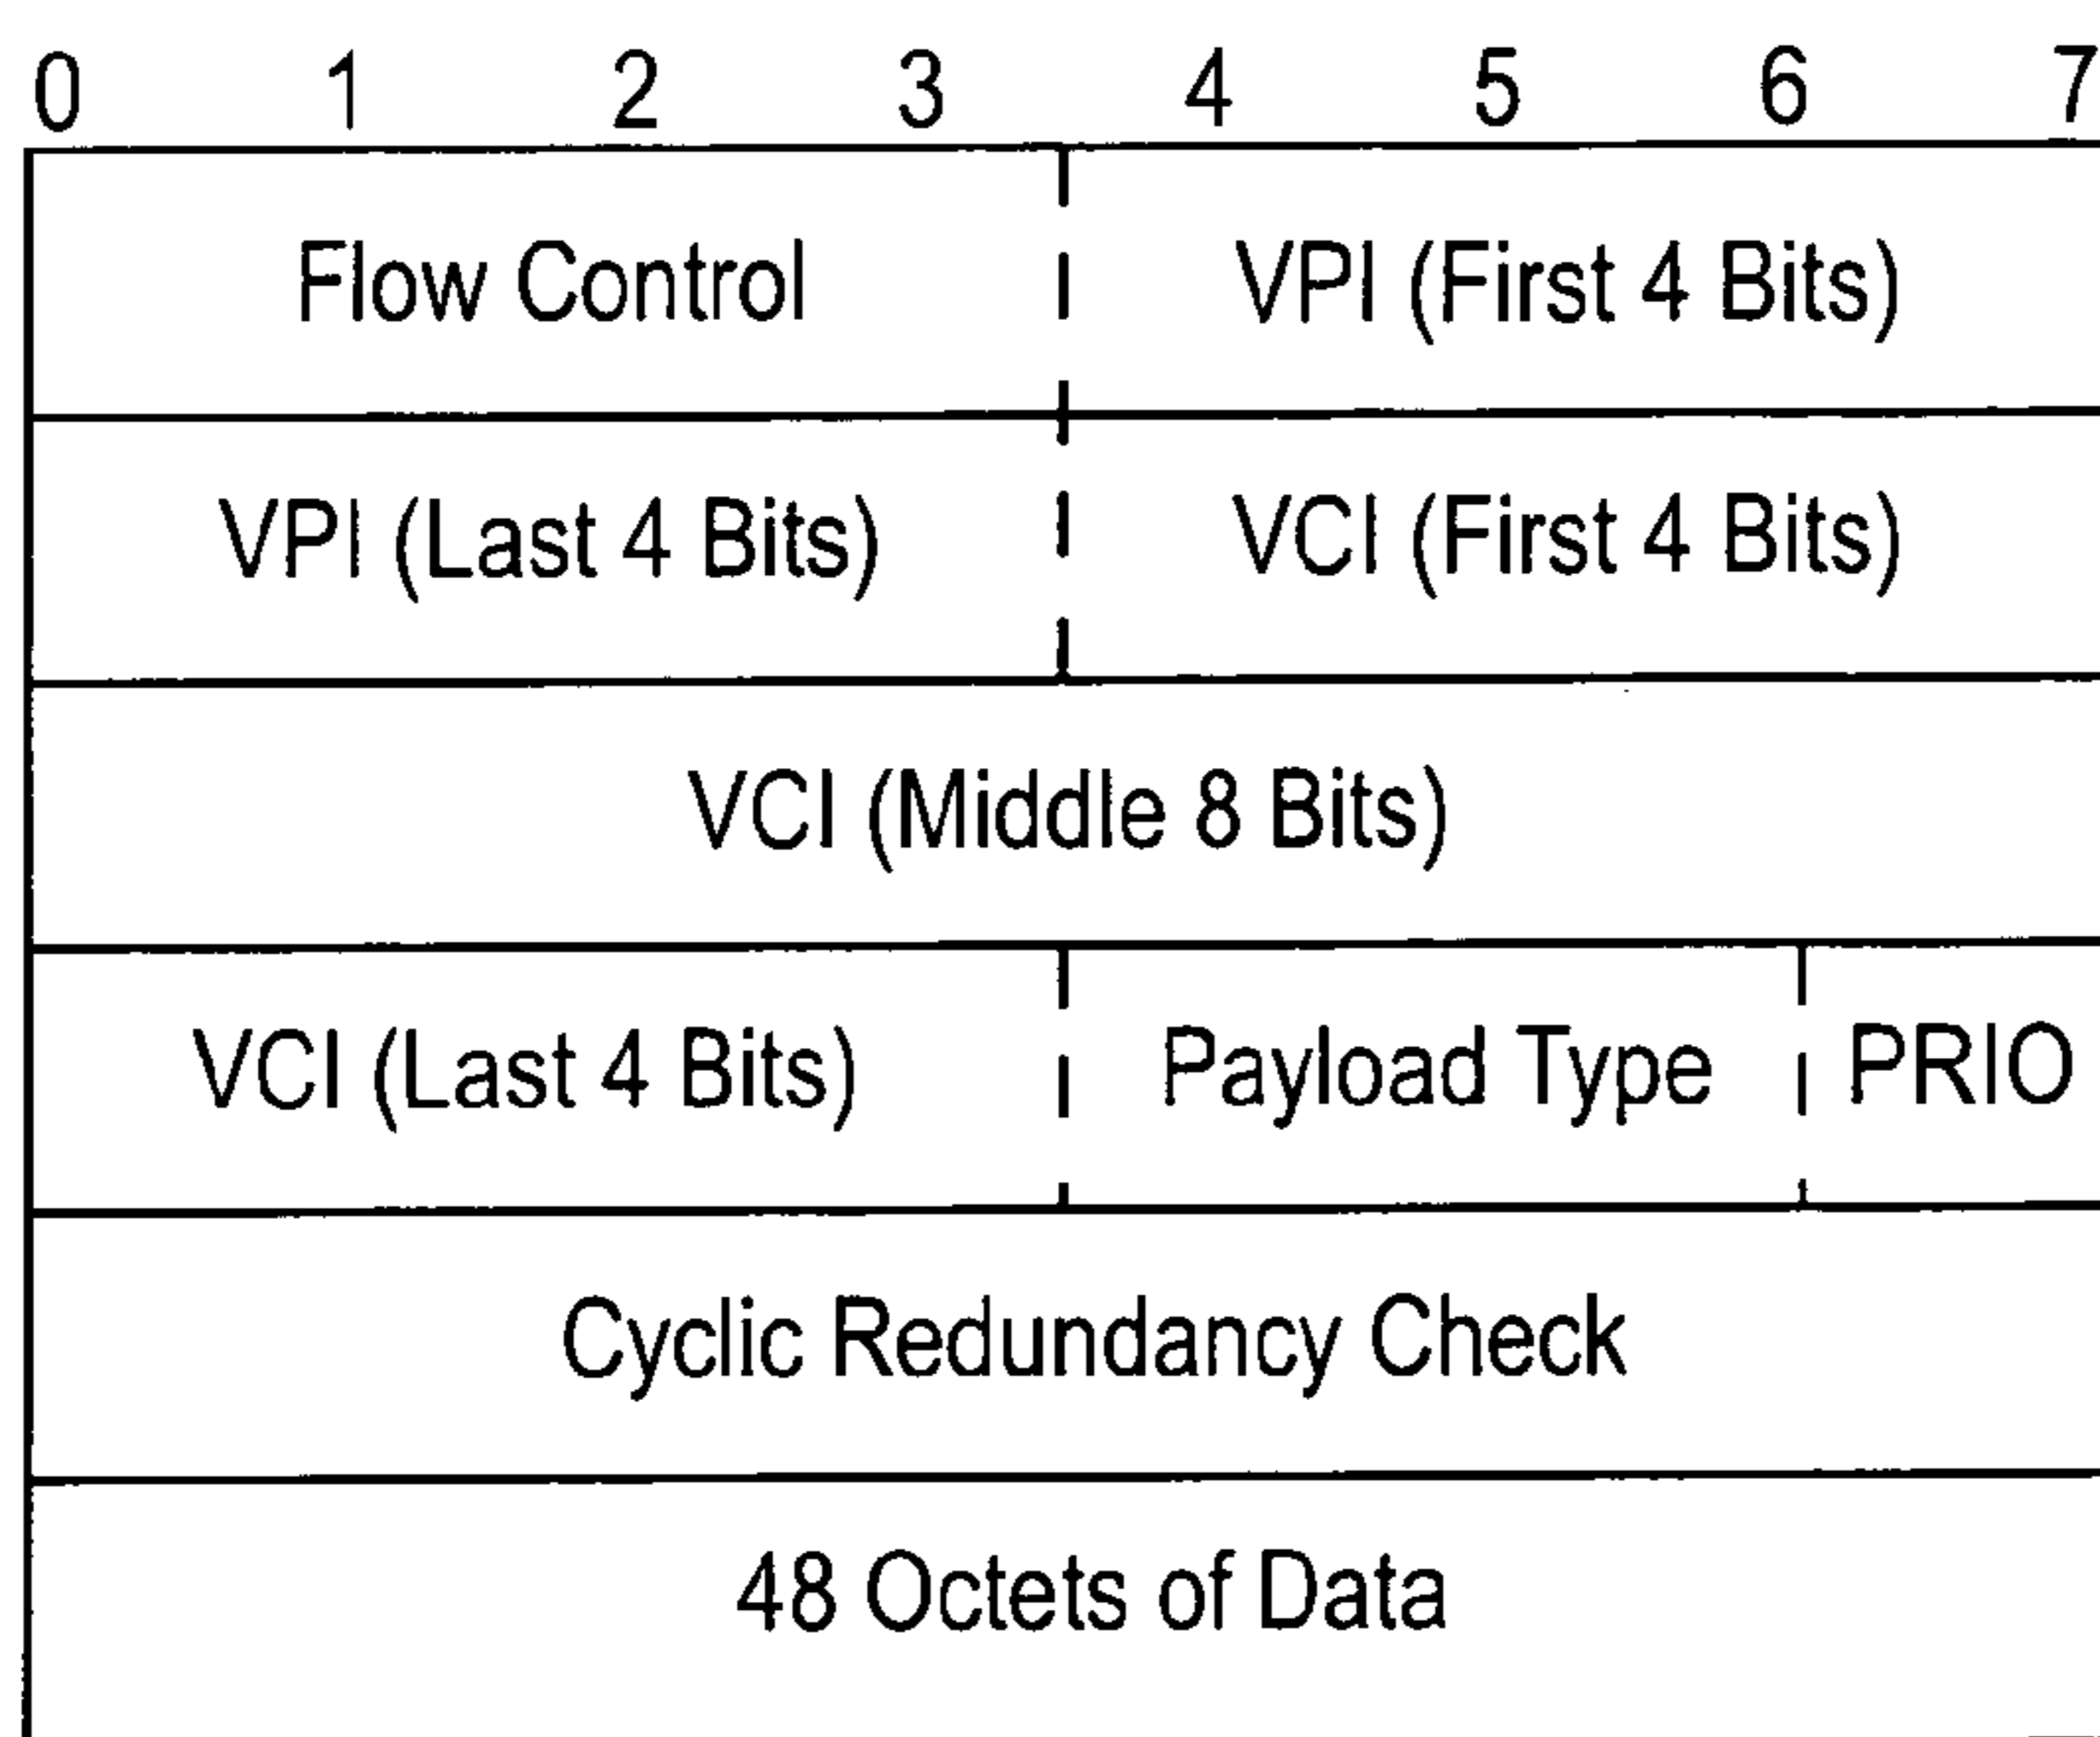 0 1 2 3 4 5 6 7
Flow Control VPI (First 4 Bits)
VPI (Last 4 Bits) VCI (First 4 Bits)
VCI (Middle 8 Bits)
VCI (Last 4 Bits) Payload Type PRIO
Cyclic Redundancy Check
48 Octets of Data